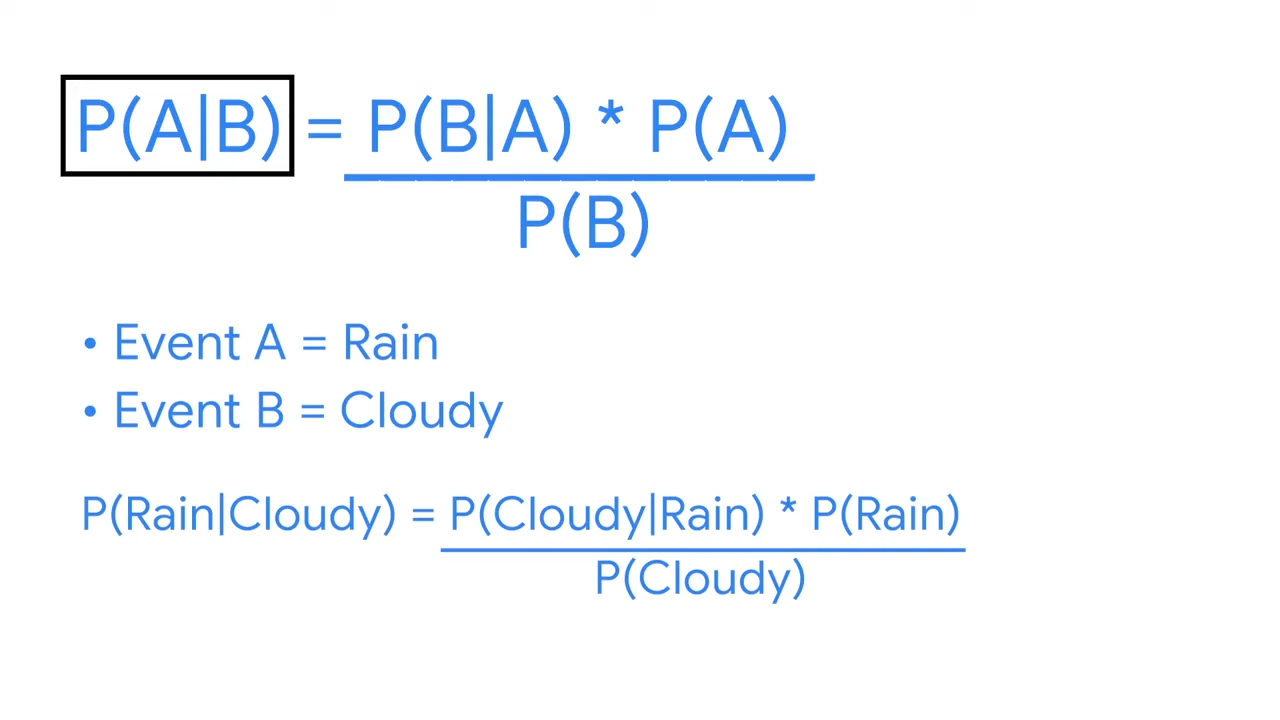 P(A|B) = P(B|A) * P(A)
P(B)
• Event A = Rain
• Event B = Cloudy
P(Rain|Cloudy) = P(Cloudy|Rain) * P(Rain)
P(Cloudy)